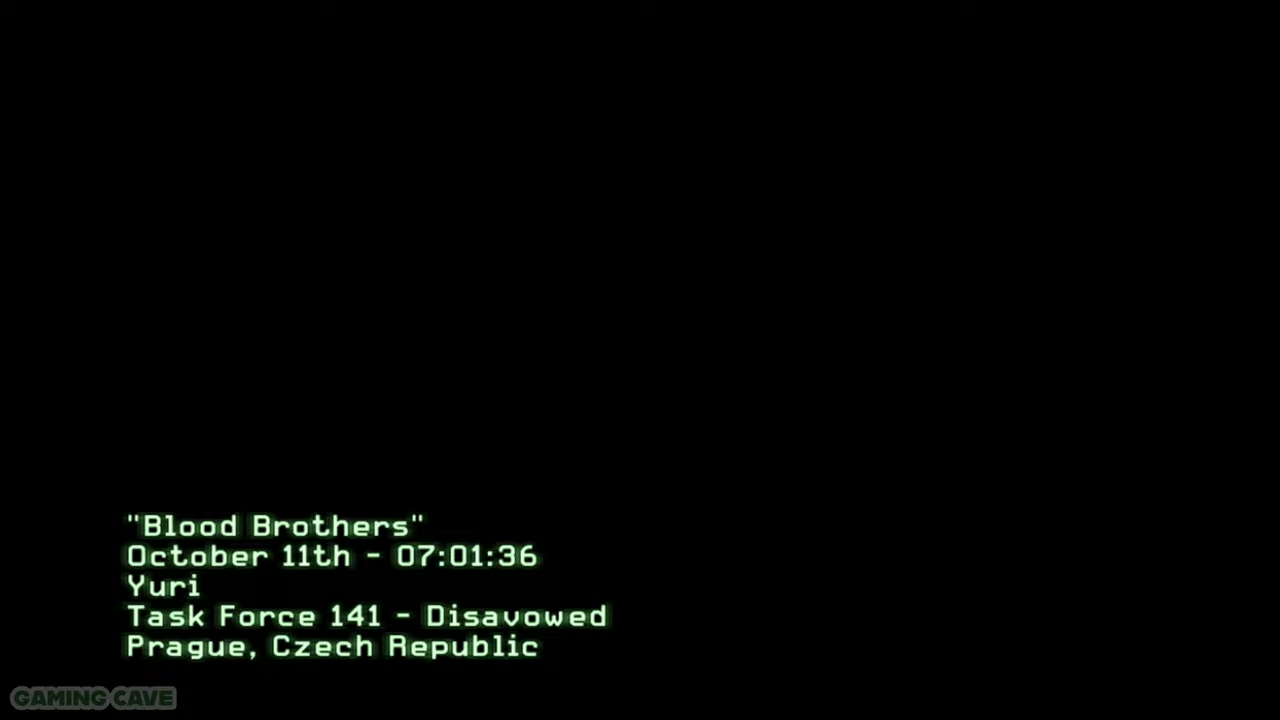 "Blood Brothers"
October 11th - 07:01:36
Yuri
Task Force 141 - Disavowed
Prague, Czech Republic
GAMING CAVE